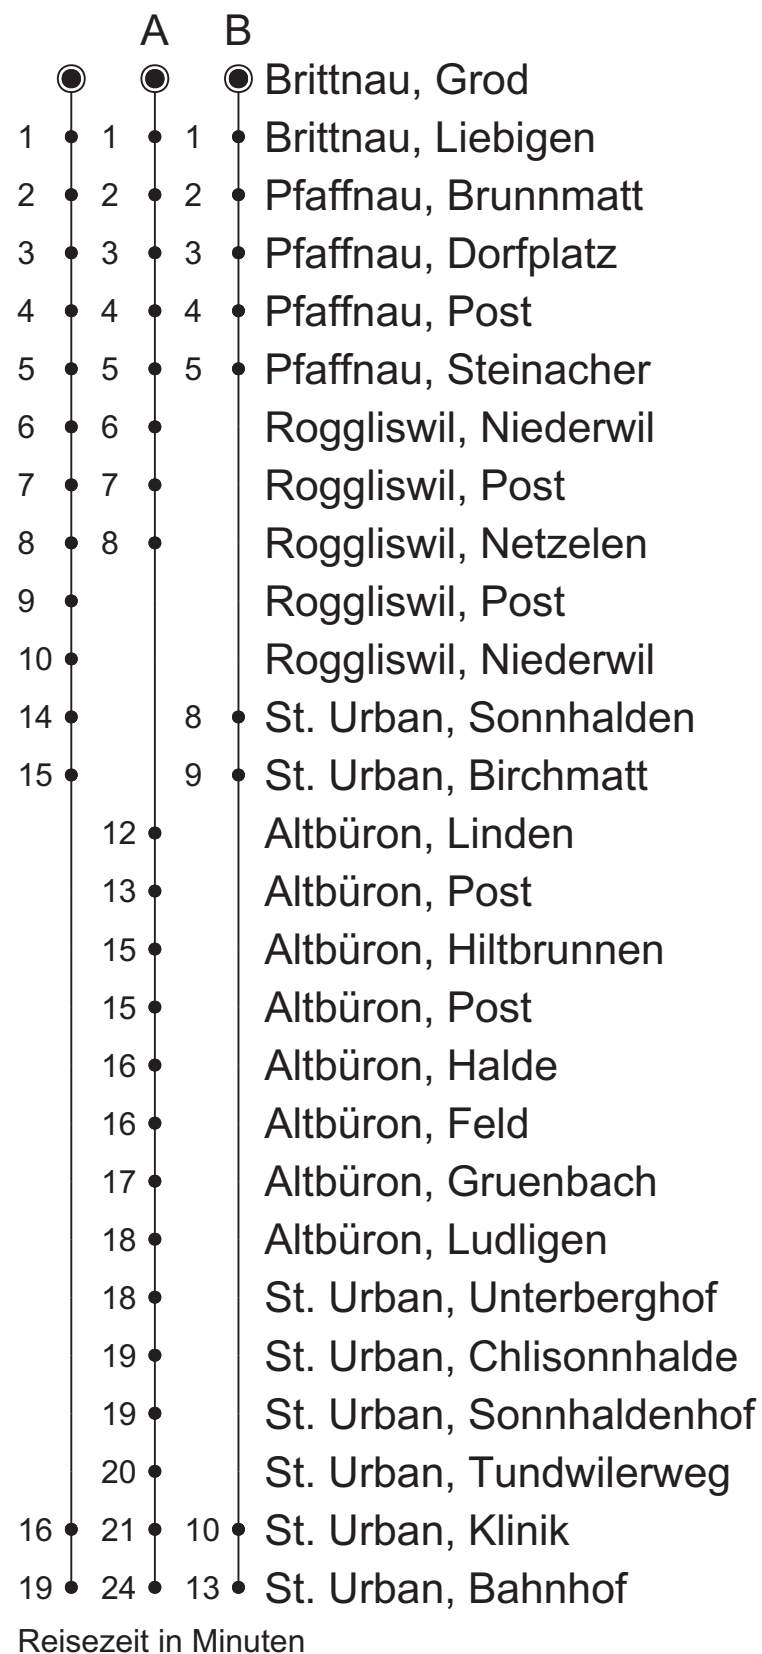 A B
Brittnau, Grod
1 1 1 Brittnau, Liebigen
2 2 2 Pfaffnau, Brunnmatt
3 3 3 Pfaffnau, Dorfplatz
4 4 4 Pfaffnau, Post
5 5 5 Pfaffnau, Steinacher
6 6 Roggliswil, Niederwil
7 7 Roggliswil, Post
8 8 Roggliswil, Netzelen
9 Roggliswil, Post
10 Roggliswil, Niederwil
14 8 St. Urban, Sonnhalden
15 9 St. Urban, Birchmatt
12 Altbüron, Linden
13 Altbüron, Post
15 Altbüron, Hiltbrunnen
15 Altbüron, Post
16 Altbüron, Halde
16 Altbüron, Feld
17 Altbüron, Gruenbach
18 Altbüron, Ludligen
18 St. Urban, Unterberghof
19 St. Urban, Chlisonnhalde
19 St. Urban, Sonnhaldenhof
20 St. Urban, Tundwilerweg
16 21 10 St. Urban, Klinik
19 24 13 St. Urban, Bahnhof
Reisezeit in Minuten